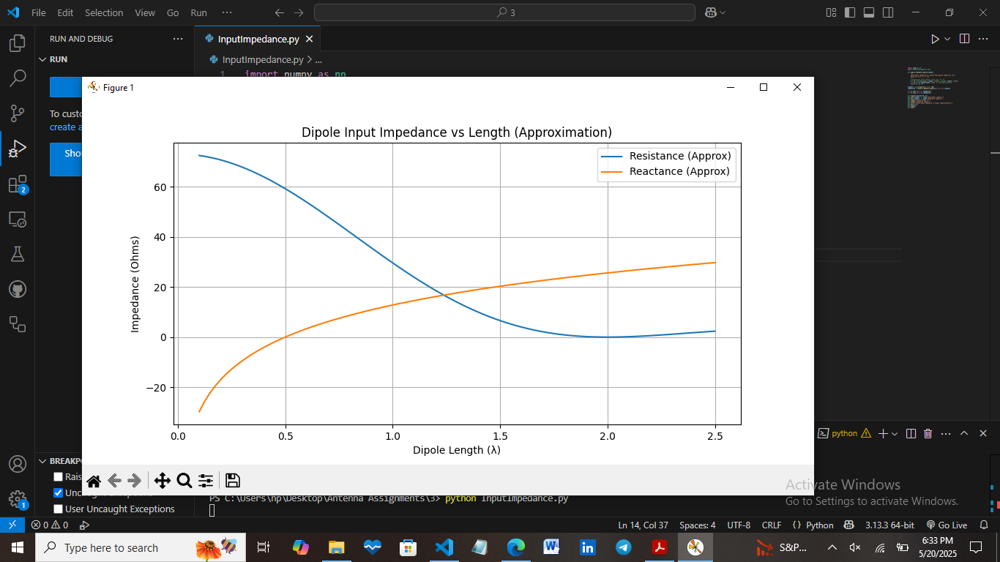 File Edit Selection View Go Run ··· 3
RUN AND DEBUG ···
InputImpedance.py
RUN
InputImpedance.py > ...
1 import numpy as np
Figure 1
To custo
create a
Sho
Dipole Input Impedance vs Length (Approximation)
Resistance (Approx)
Reactance (Approx)
60
40
20
0
−20
Impedance (Ohms)
0.0 0.5 1.0 1.5 2.0 2.5
Dipole Length (λ)
2
python
BREAKP
Rais
Unc
User Uncaught Exceptions
PS C:\Users\hp\Desktop\Antenna Assignments\3> python InputImpedance.py
Activate Windows
Go to Settings to activate Windows.
1
0 0 Ln 14, Col 37 Spaces: 4 UTF-8 CRLF {} Python 3.13.3 64-bit Go Live
Type here to search S&P... 6:33 PM
5/20/2025